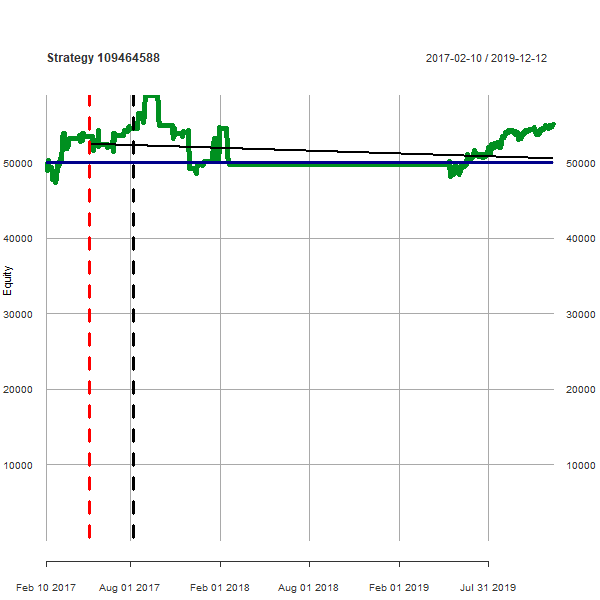 Strategy 109464588
2017-02-10 / 2019-12-12
50000
50000
40000
40000
Equity
30000
30000
20000
20000
10000
10000
Feb 10 2017
Aug 01 2017
Feb 01 2018
Aug 01 2018
Feb 01 2019
Jul 31 2019